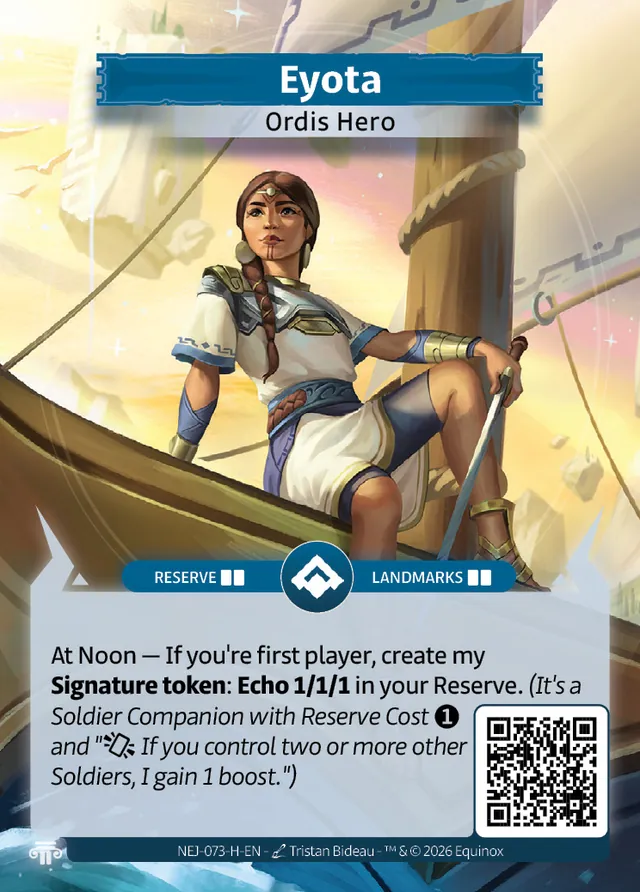 Eyota
Ordis Hero
RESERVE
LANDMARKS
At Noon — If you're first player, create my
Signature token: Echo 1/1/1 in your Reserve. (It's a
Soldier Companion with Reserve Cost 1
and " If you control two or more other
Soldiers, I gain 1 boost.")
NEJ-073-H-EN - Tristan Bideau - ™ & © 2026 Equinox